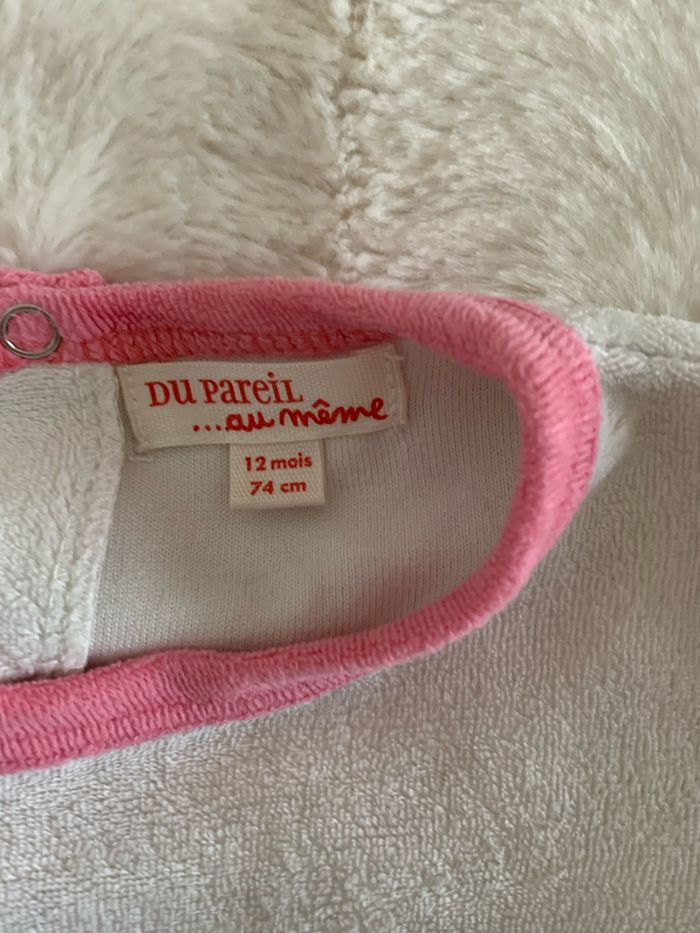 DU PAREIL
...au même
12 mois
74 cm